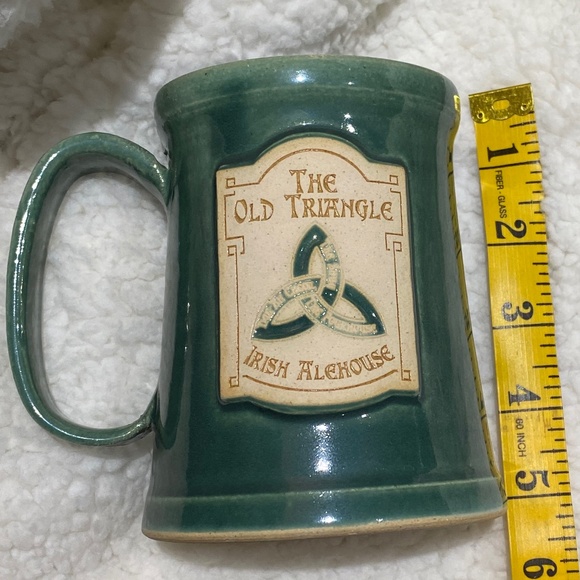 THE
OLD TRIANGLE
IRISH ALEHOUSE
1
FIBER-GLASS
2
3
4
60 INCH
5
6